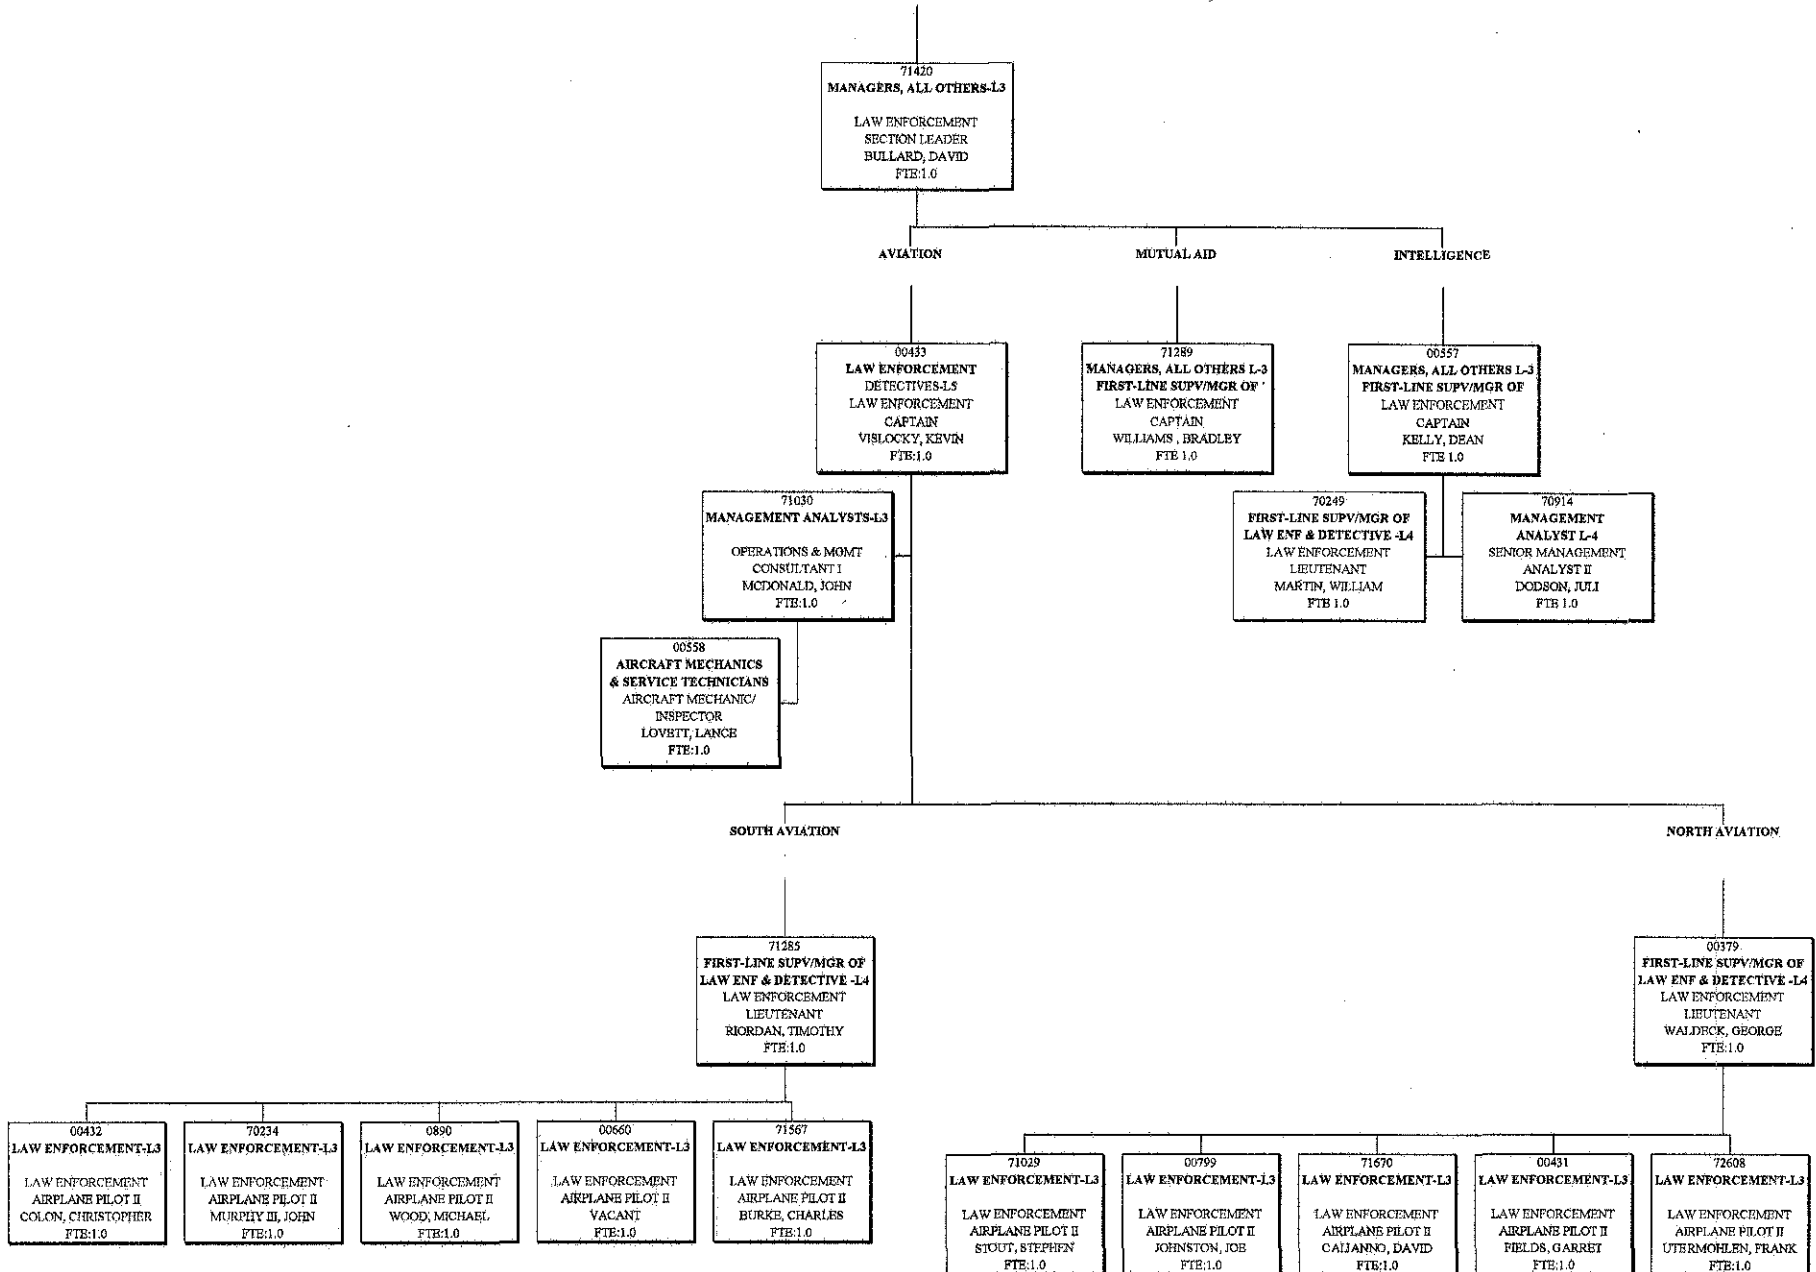 71420
MANAGERS, ALL OTHERS-L3
LAW ENFORCEMENT
SECTION LEADER
BULLARD, DAVID
FTE:1.0
AVIATION
MUTUAL AID
INTELLIGENCE
00433
LAW ENFORCEMENT
DETECTIVES-L5
LAW ENFORCEMENT
CAPTAIN
VISLOCKY, KEVIN
FTE:1.0
71289
MANAGERS, ALL OTHERS L-3
FIRST-LINE SUPV/MGR OF
LAW ENFORCEMENT
CAPTAIN
WILLIAMS , BRADLEY
FTE 1.0
00557
MANAGERS, ALL OTHERS L-3
FIRST-LINE SUPV/MGR OF
LAW ENFORCEMENT
CAPTAIN
KELLY, DEAN
FTE 1.0
71030
MANAGEMENT ANALYSTS-L3
OPERATIONS & MGMT
CONSULTANT I
MCDONALD, JOHN
FTE:1.0
70249
FIRST-LINE SUPV/MGR OF
LAW ENF & DETECTIVE -L4
LAW ENFORCEMENT
LIEUTENANT
MARTIN, WILLIAM
FTE 1.0
70914
MANAGEMENT
ANALYST L-4
SENIOR MANAGEMENT
ANALYST II
DODSON, JULI
FTE 1.0
00558
AIRCRAFT MECHANICS
& SERVICE TECHNICIANS
AIRCRAFT MECHANIC/
INSPECTOR
LOVETT, LANCE
FTE:1.0
SOUTH AVIATION
NORTH AVIATION
71285
FIRST-LINE SUPV/MGR OF
LAW ENF & DETECTIVE -L4
LAW ENFORCEMENT
LIEUTENANT
RIORDAN, TIMOTHY
FTE:1.0
00379
FIRST-LINE SUPV/MGR OF
LAW ENF & DETECTIVE -L4
LAW ENFORCEMENT
LIEUTENANT
WALDECK, GEORGE
FTE:1.0
00432
LAW ENFORCEMENT-L3
LAW ENFORCEMENT
AIRPLANE PILOT II
COLON, CHRISTOPHER
FTE:1.0
70234
LAW ENFORCEMENT-L3
LAW ENFORCEMENT
AIRPLANE PILOT II
MURPHY III, JOHN
FTE:1.0
0890
LAW ENFORCEMENT-L3
LAW ENFORCEMENT
AIRPLANE PILOT II
WOOD, MICHAEL
FTE:1.0
00660
LAW ENFORCEMENT-L3
LAW ENFORCEMENT
AIRPLANE PILOT II
VACANT
FTE:1.0
71567
LAW ENFORCEMENT-L3
LAW ENFORCEMENT
AIRPLANE PILOT II
BURKE, CHARLES
FTE:1.0
71029
LAW ENFORCEMENT-L3
LAW ENFORCEMENT
AIRPLANE PILOT II
STOUT, STEPHEN
FTE:1.0
00799
LAW ENFORCEMENT-L3
LAW ENFORCEMENT
AIRPLANE PILOT II
JOHNSTON, JOE
FTE:1.0
71670
LAW ENFORCEMENT-L3
LAW ENFORCEMENT
AIRPLANE PILOT II
CALIANNO, DAVID
FTE:1.0
00431
LAW ENFORCEMENT-L3
LAW ENFORCEMENT
AIRPLANE PILOT II
FIELDS, GARRET
FTE:1.0
72608
LAW ENFORCEMENT-L3
LAW ENFORCEMENT
AIRPLANE PILOT II
UTERMOHLEN, FRANK
FTE:1.0